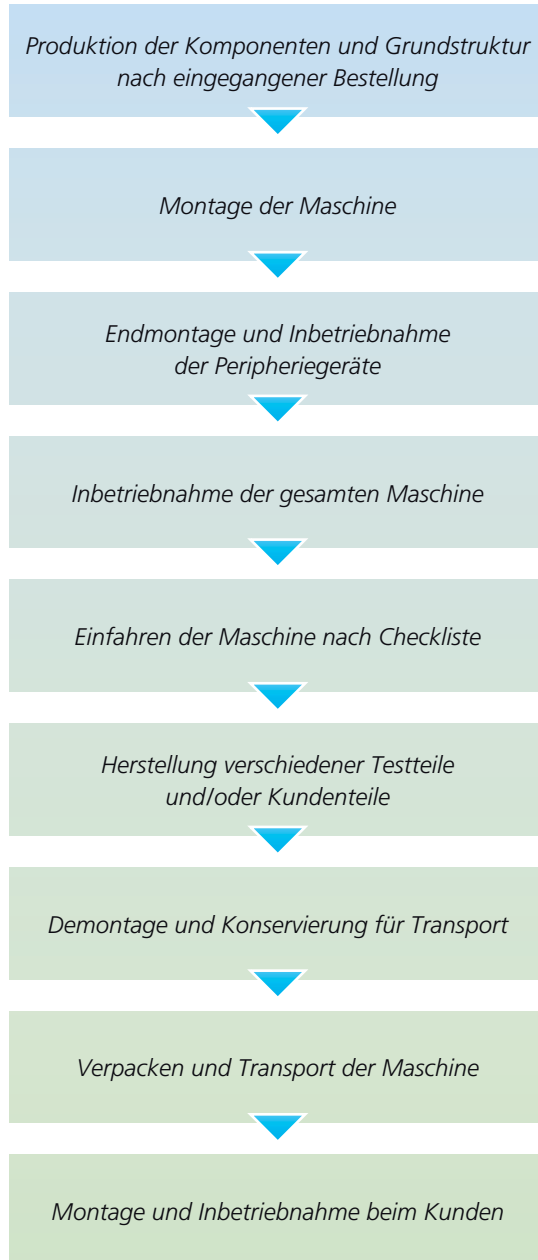 Produktion der Komponenten und Grundstruktur
nach eingegangener Bestellung
Montage der Maschine
Endmontage und Inbetriebnahme
der Peripheriegeräte
Inbetriebnahme der gesamten Maschine
Einfahren der Maschine nach Checkliste
Herstellung verschiedener Testteile
und/oder Kundenteile
Demontage und Konservierung für Transport
Verpacken und Transport der Maschine
Montage und Inbetriebnahme beim Kunden